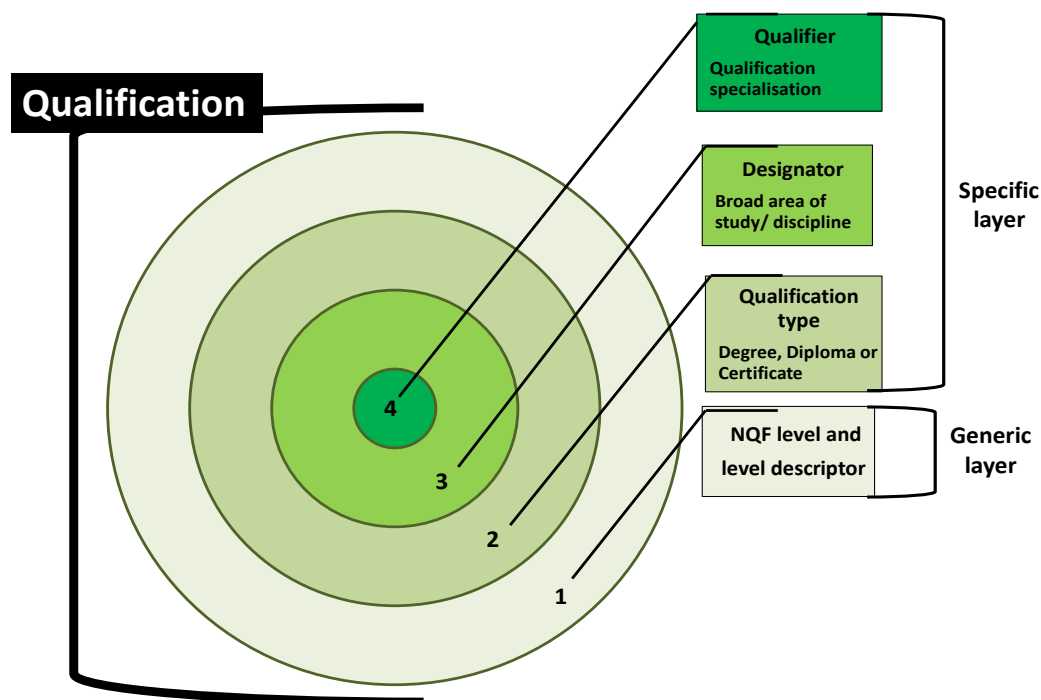 Qualification
Qualifier
Qualification
specialisation
Designator
Broad area of
study/ discipline
Qualification
type
Degree, Diploma or
Certificate
NQF level and
level descriptor
Specific
layer
Generic
layer
4
3
2
1